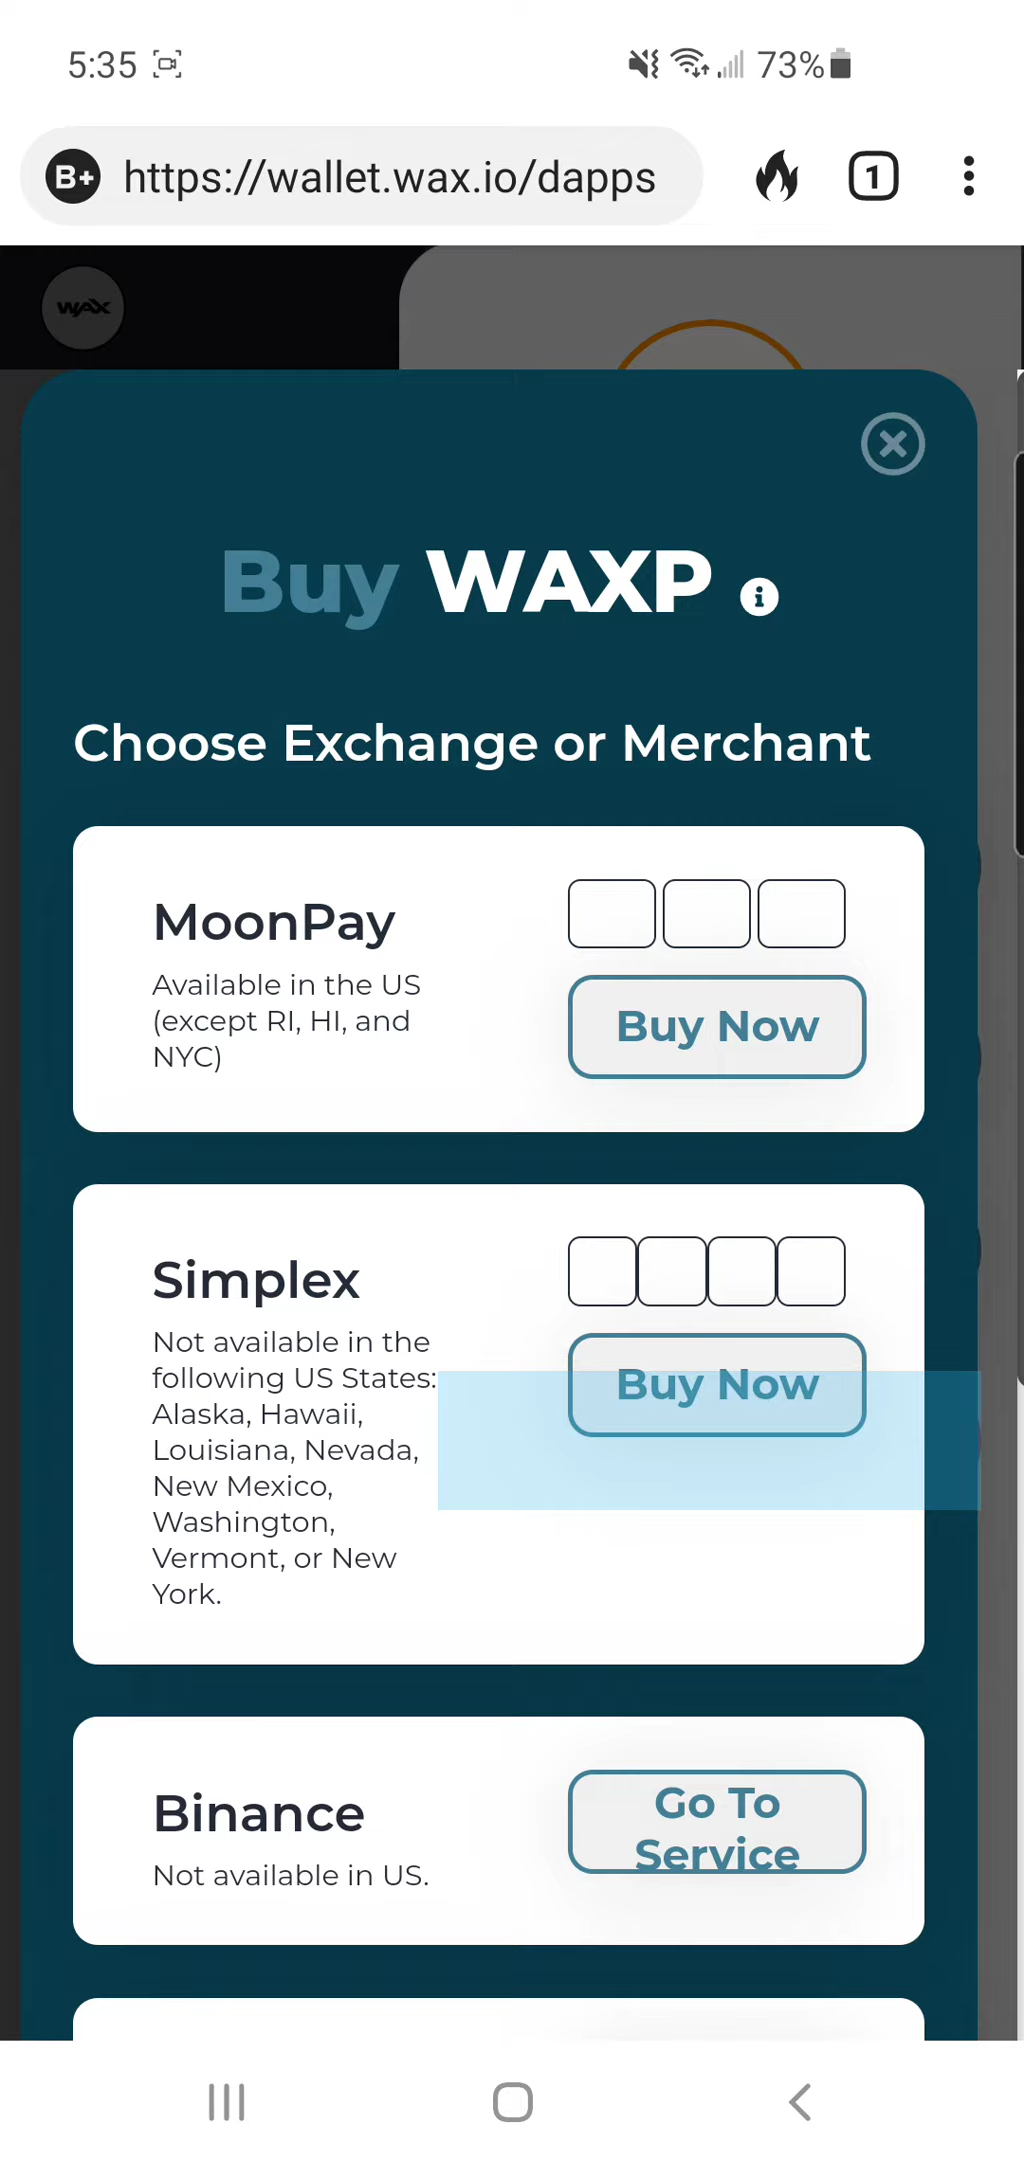 5:35
73%
B+ https://wallet.wax.io/dapps
1
WAX
Buy WAXP
Choose Exchange or Merchant
MoonPay
Available in the US
(except RI, HI, and
NYC)
Buy Now
Simplex
Not available in the
following US States:
Alaska, Hawaii,
Louisiana, Nevada,
New Mexico,
Washington,
Vermont, or New
York.
Buy Now
Binance
Not available in US.
Go To
Service